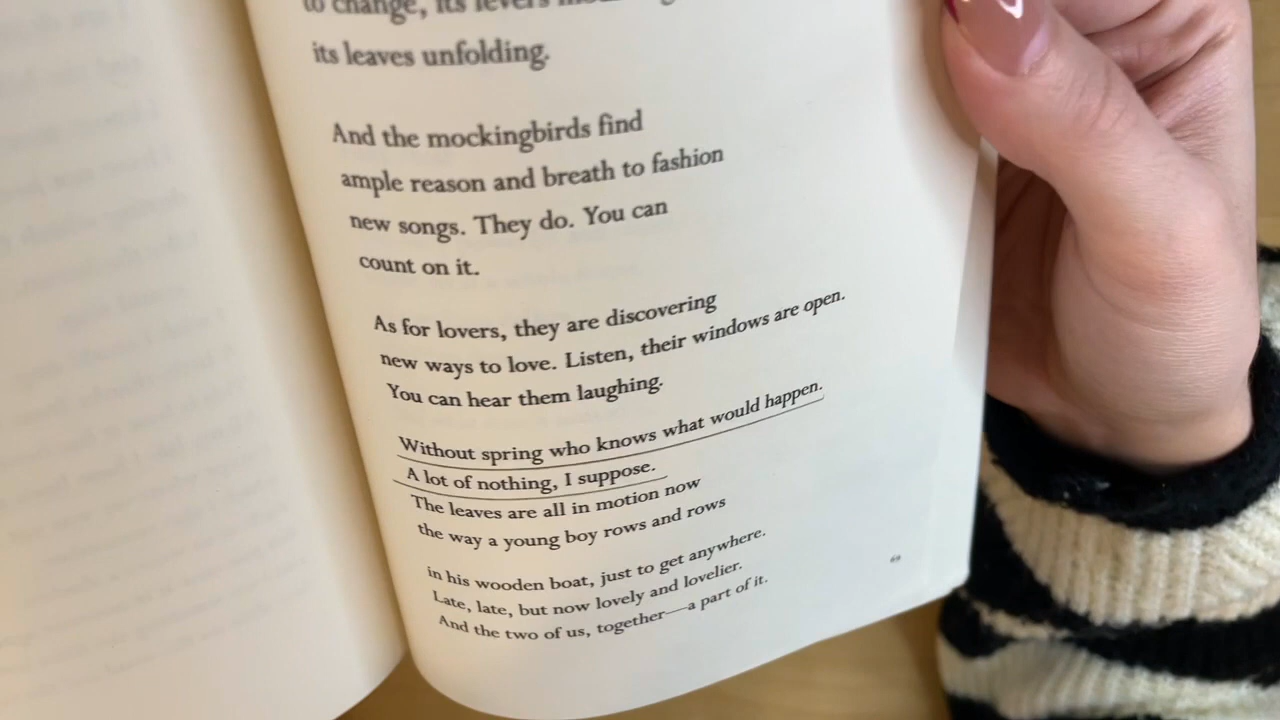 to change, its levers
its leaves unfolding.
And the mockingbirds find
ample reason and breath to fashion
new songs. They do. You can
count on it.
As for lovers, they are discovering
new ways to love. Listen, their windows are open.
You can hear them laughing.
Without spring who knows what would happen.
A lot of nothing, I suppose.
The leaves are all in motion now
the way a young boy rows and rows
in his wooden boat, just to get anywhere.
Late, late, but now lovely and lovelier.
And the two of us, together—a part of it.